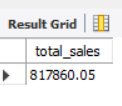 Result Grid
total_sales
817860.05